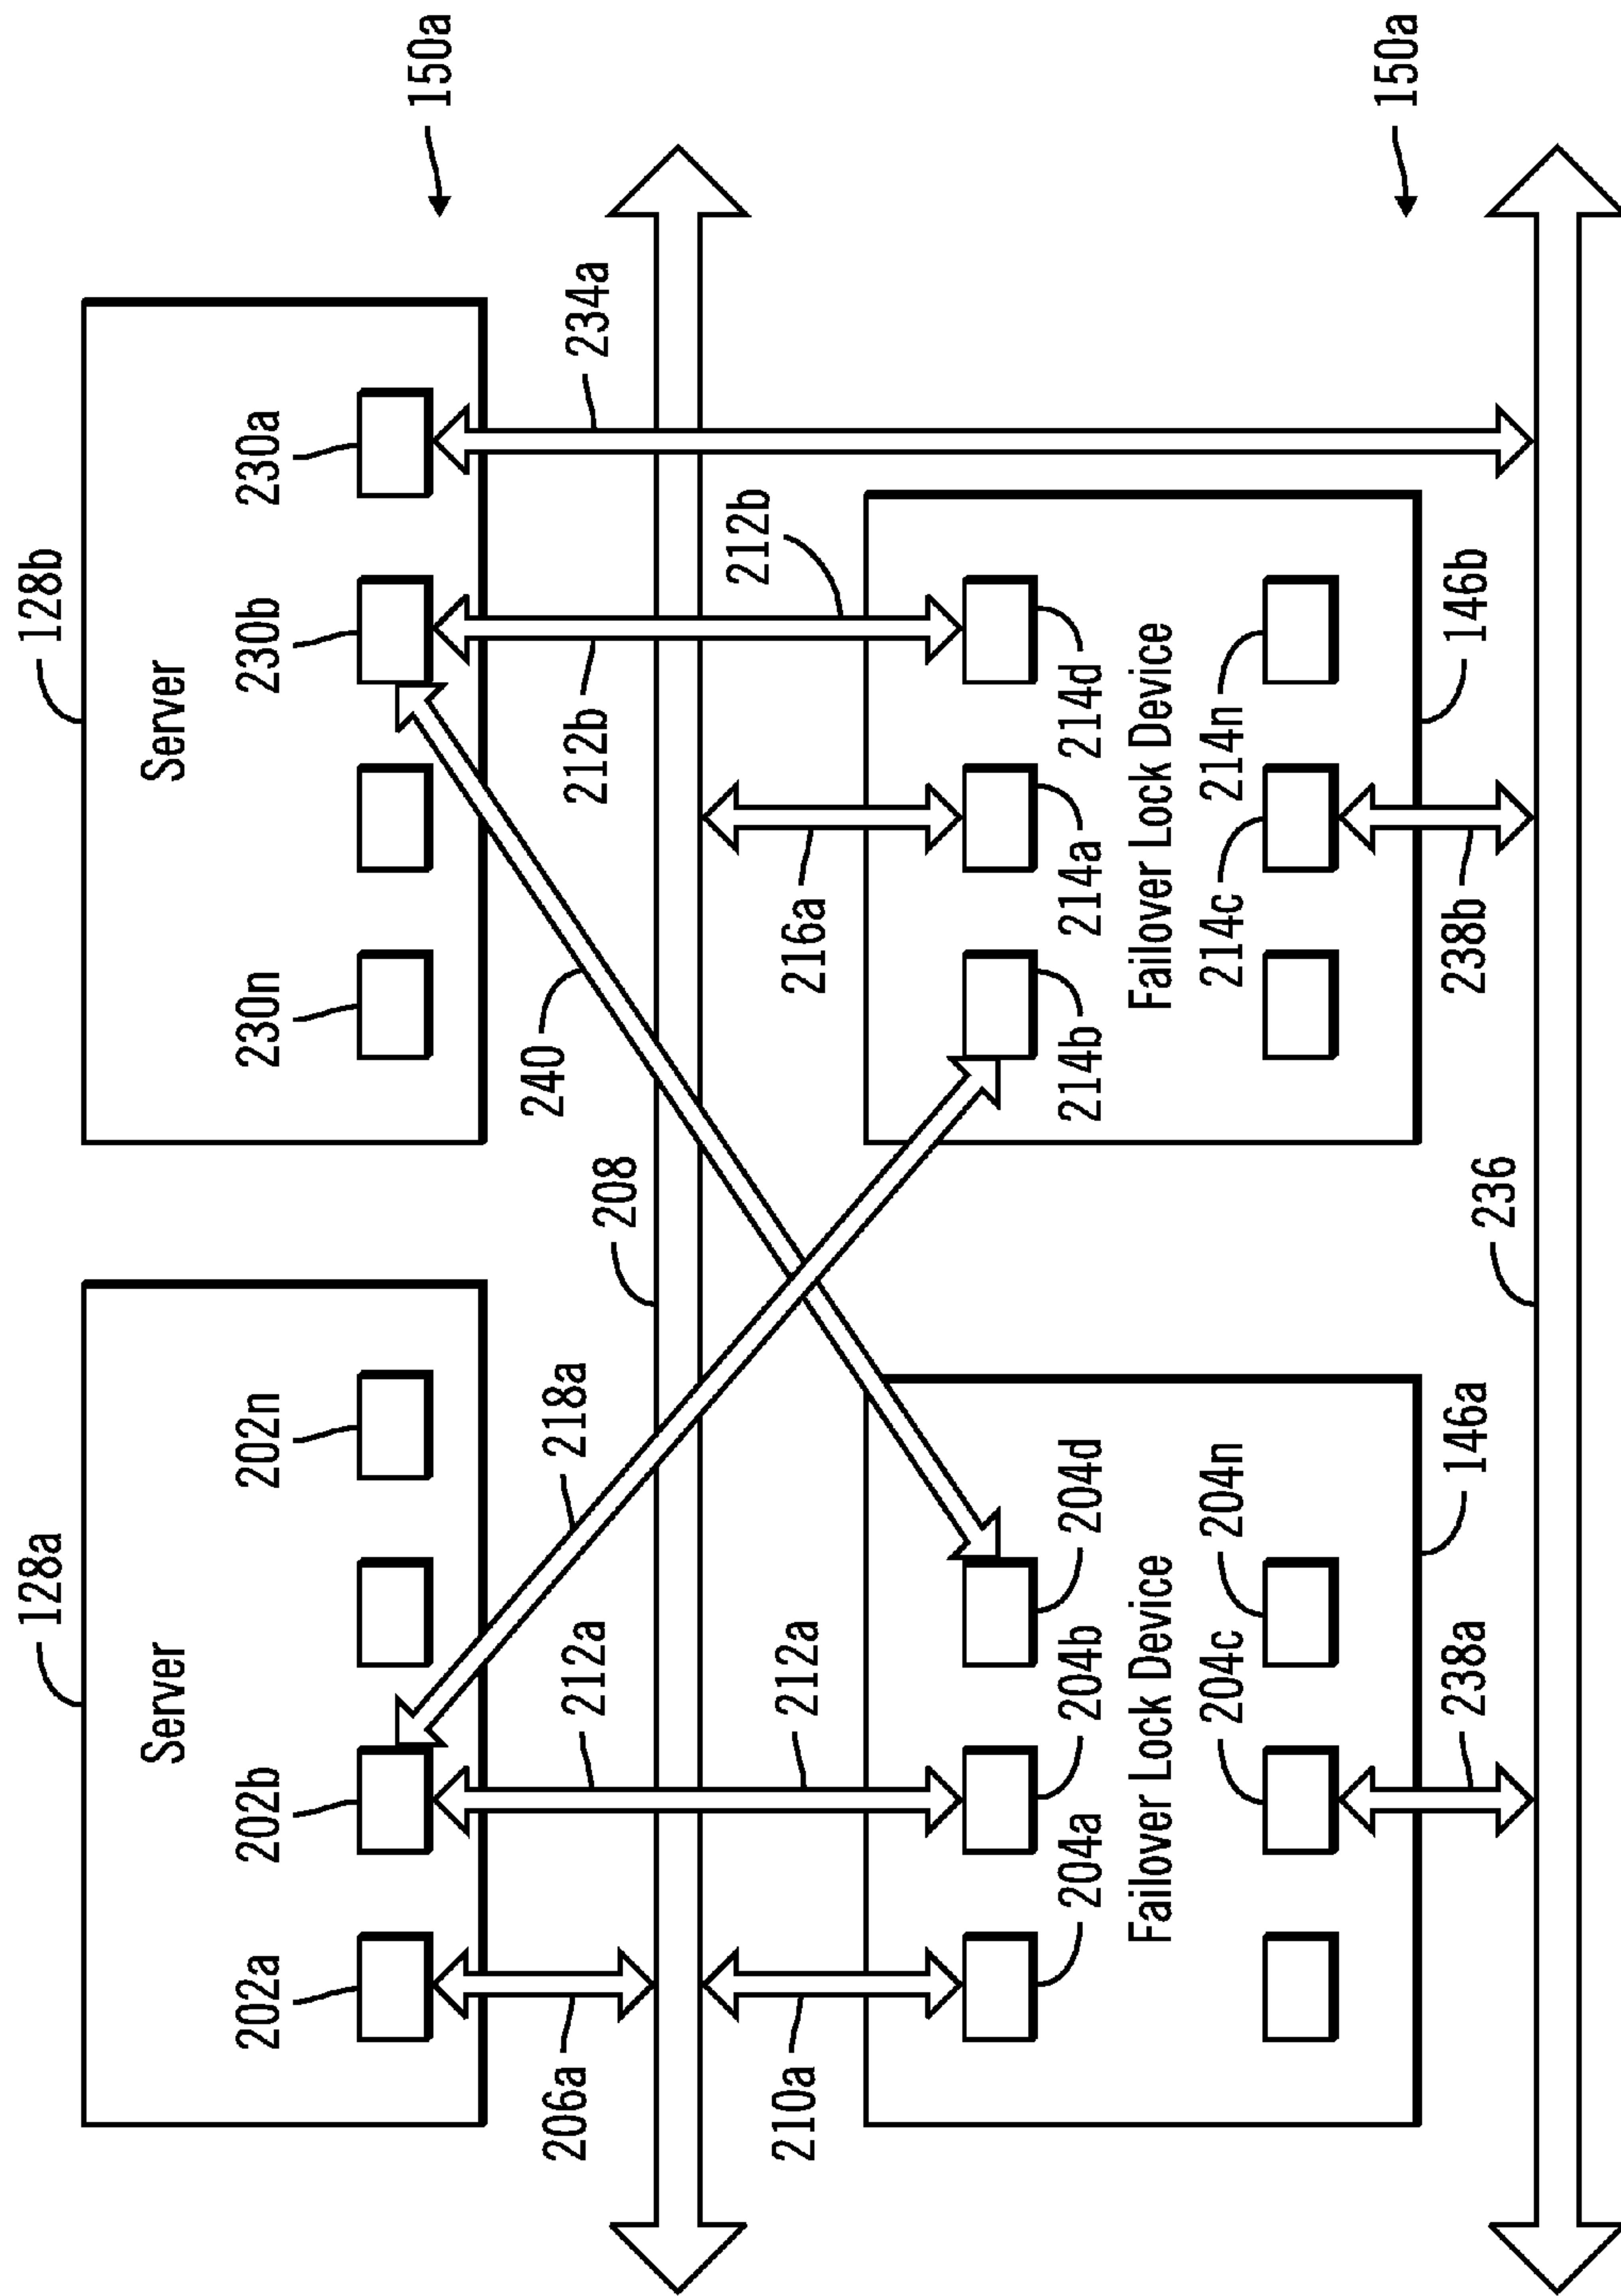 128a
128b
Server
Server
202a
202b
202n
230n
230b
230a
150a
206a
212a
218a
240
212b
234a
208
210a
212a
216a
212b
204a
204b
204d
214b
214a
214d
Failover Lock Device
Failover Lock Device
204c
204n
214c
214n
238a
146a
236
238b
146b
150a